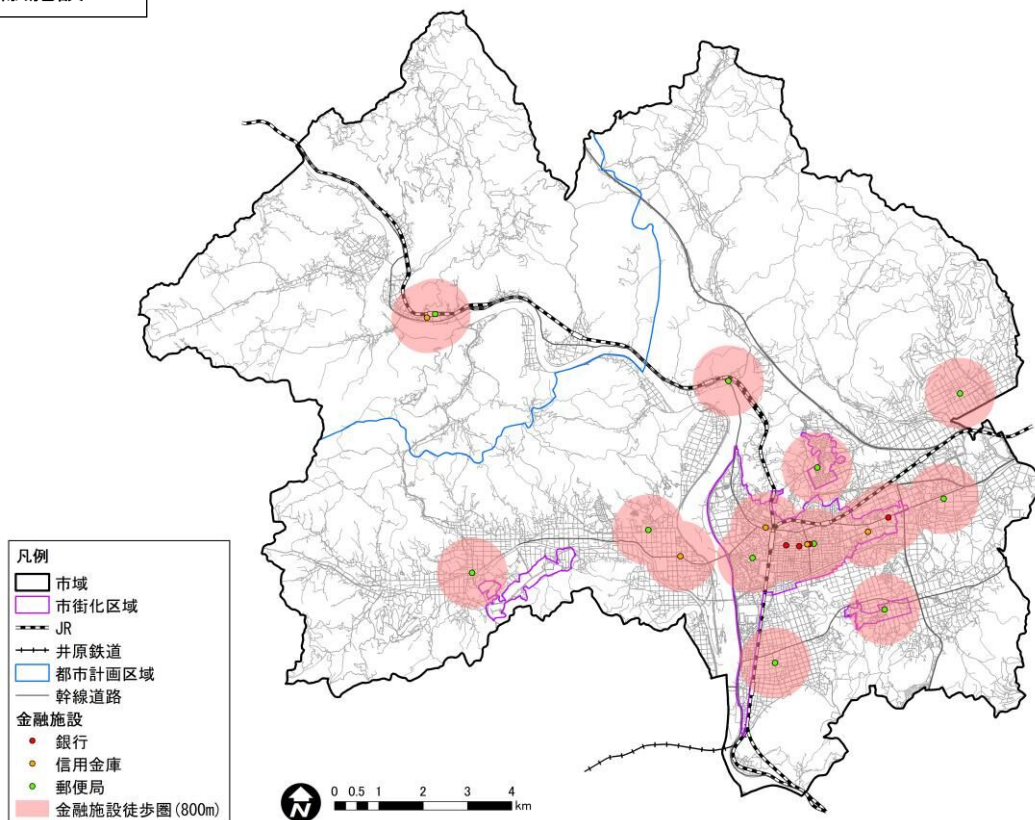 凡例
市域
市街化区域
JR
井原鉄道
都市計画区域
幹線道路
金融施設
銀行
信用金庫
郵便局
金融施設徒歩圏(800m)
N
0 0.5 1 2 3 4
km